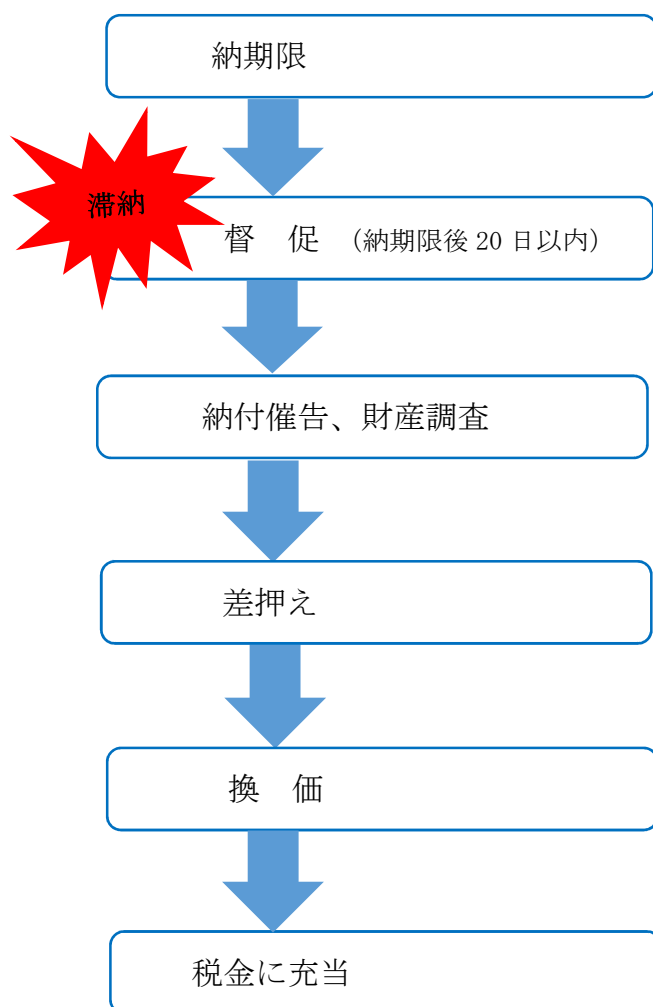 納期限
滞納
督　促　（納期限後 20 日以内）
納付催告、財産調査
差押え
換　価
税金に充当